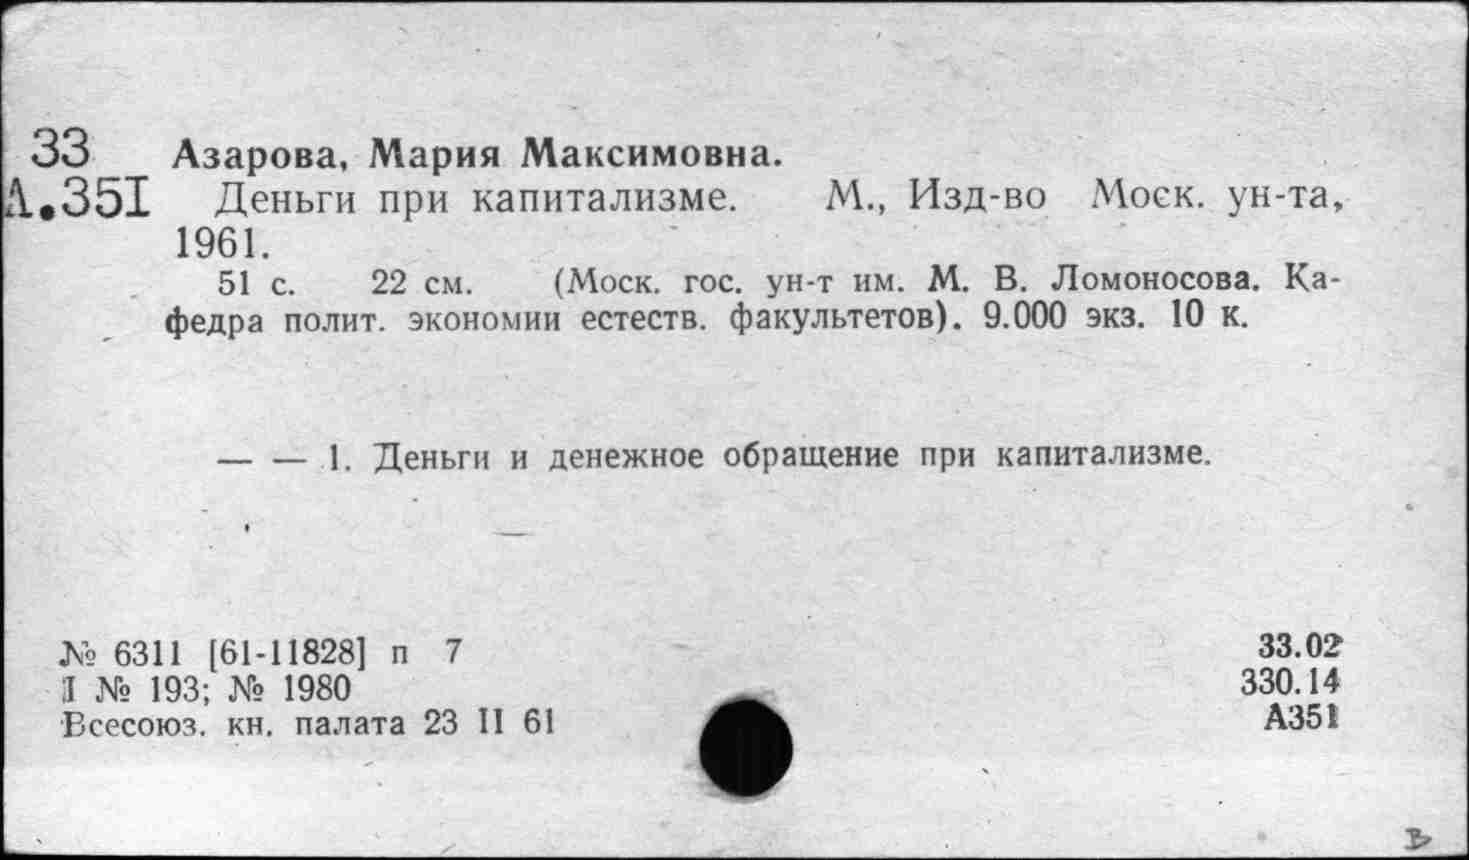 33 Азарова, Мария Максимовна.
А.351 Деньги при капитализме. М., Изд-во Моск. ун-та,
1961.
51 с. 22 см. (Моск. гос. ун-т им. М. В. Ломоносова. Ка-
федра полит. экономии естеств. факультетов). 9.000 экз. 10 к.
— — 1. Деньги и денежное обращение при капитализме.
№ 6311 [61-11828] п 7 33.02
I № 193; № 1980 330.14
Всесоюз. кн. палата 23 II 61 А351